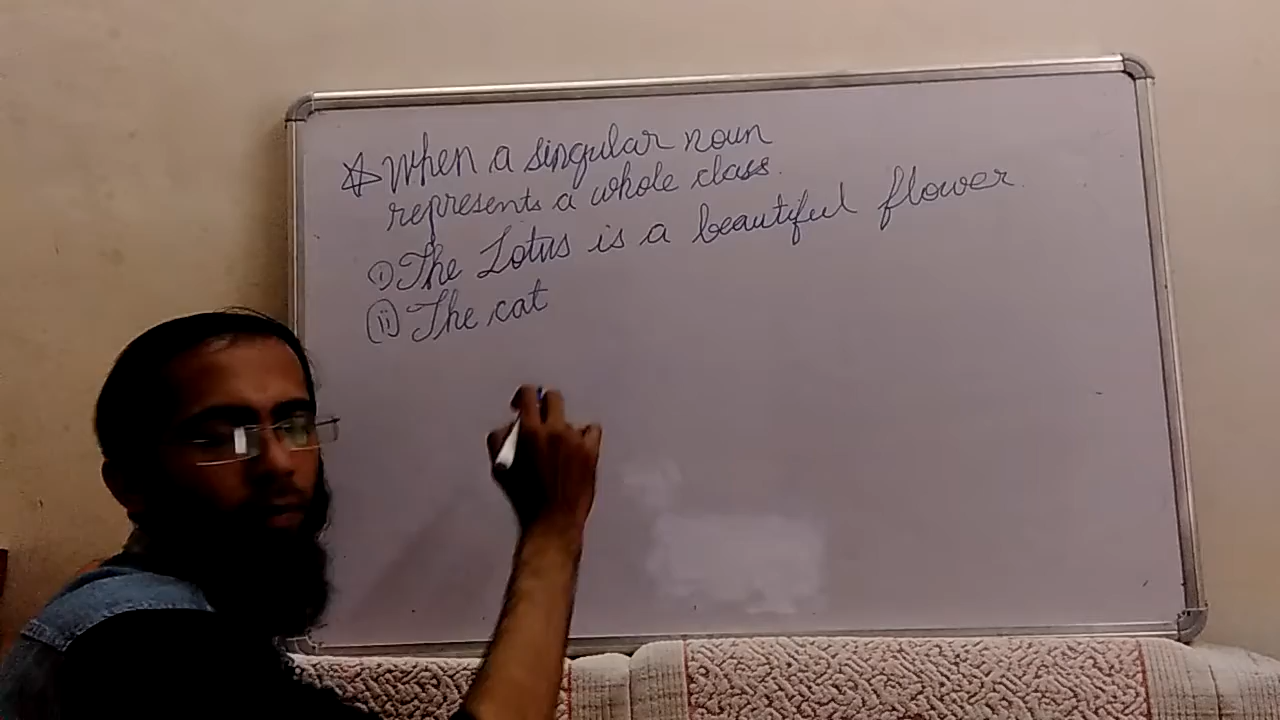 ☆ When a singular noun
represents a whole class.
(i) The Lotus is a beautiful flower.
(ii) The cat